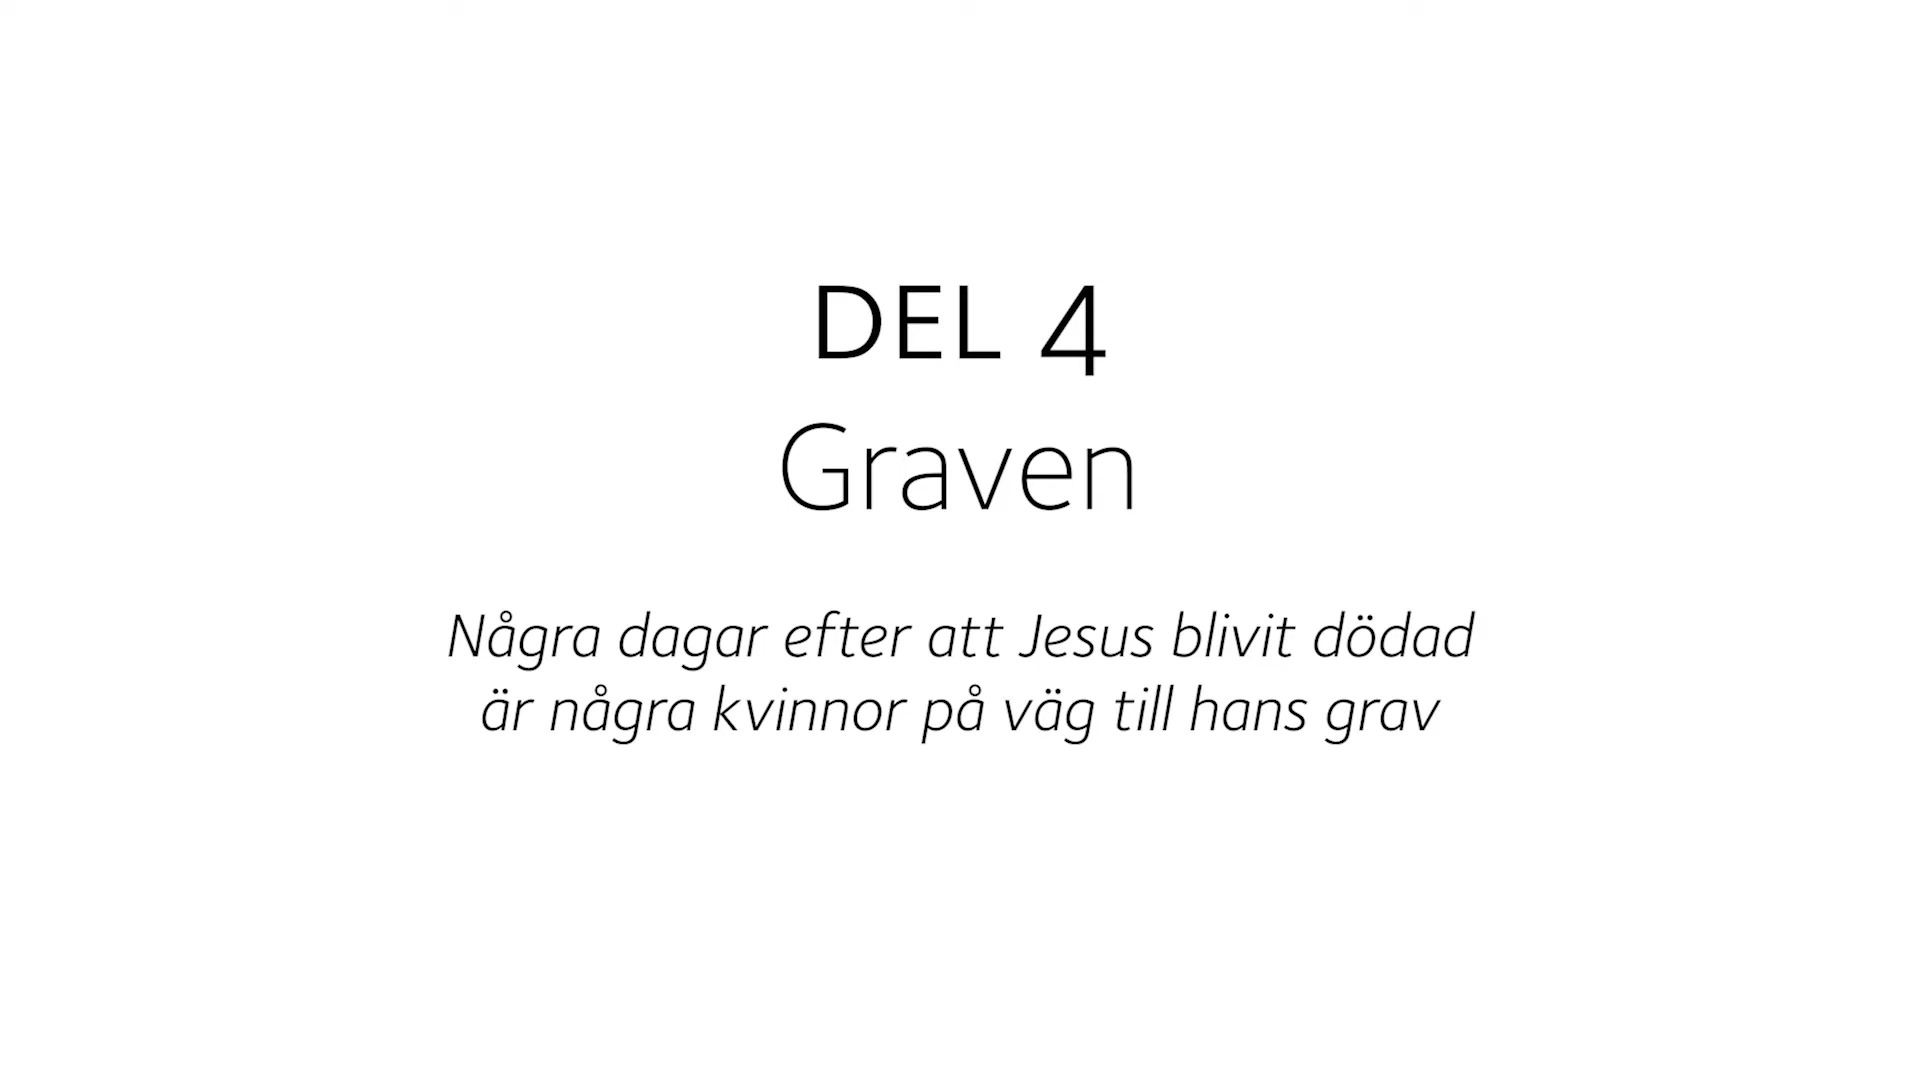 DEL 4
Graven
Några dagar efter att Jesus blivit dödad
är några kvinnor på väg till hans grav